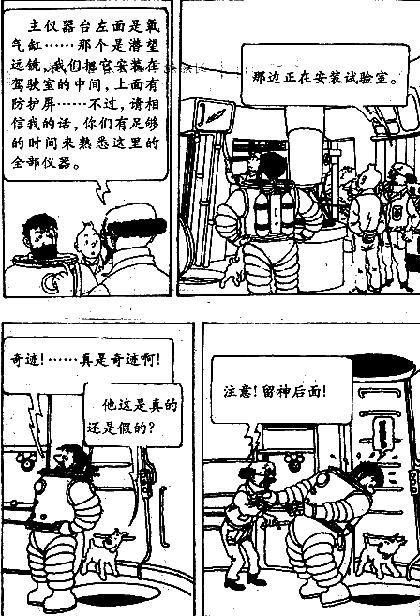 主仪器台左面是氧
气缸……那个是潜望
远镜，我们把它安装在
驾驶室的中间，上面有
防护屏……不过，请相
信我的话，你们有足够
的时间来熟悉这里的
全部仪器。
那边正在安装试验室。
奇迹！……真是奇迹啊！
他这是真的
还是假的？
注意！留神后面！